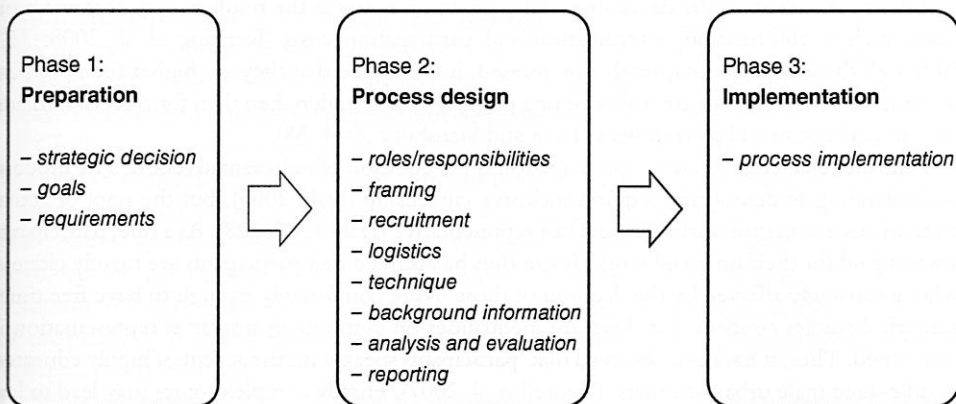 Phase 1:
Preparation
– strategic decision
– goals
– requirements
Phase 2:
Process design
– roles/responsibilities
– framing
– recruitment
– logistics
– technique
– background information
– analysis and evaluation
– reporting
Phase 3:
Implementation
– process implementation